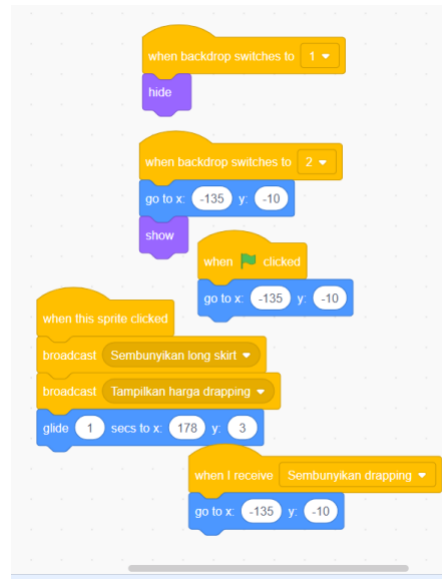 when backdrop switches to 1
hide
when backdrop switches to 2
go to x: -135 y: -10
show
when clicked
go to x: -135 y: -10
when this sprite clicked
broadcast Sembunyikan long skirt
broadcast Tampilkan harga drapping
glide 1 secs to x: 178 y: 3
when I receive Sembunyikan drapping
go to x: -135 y: -10